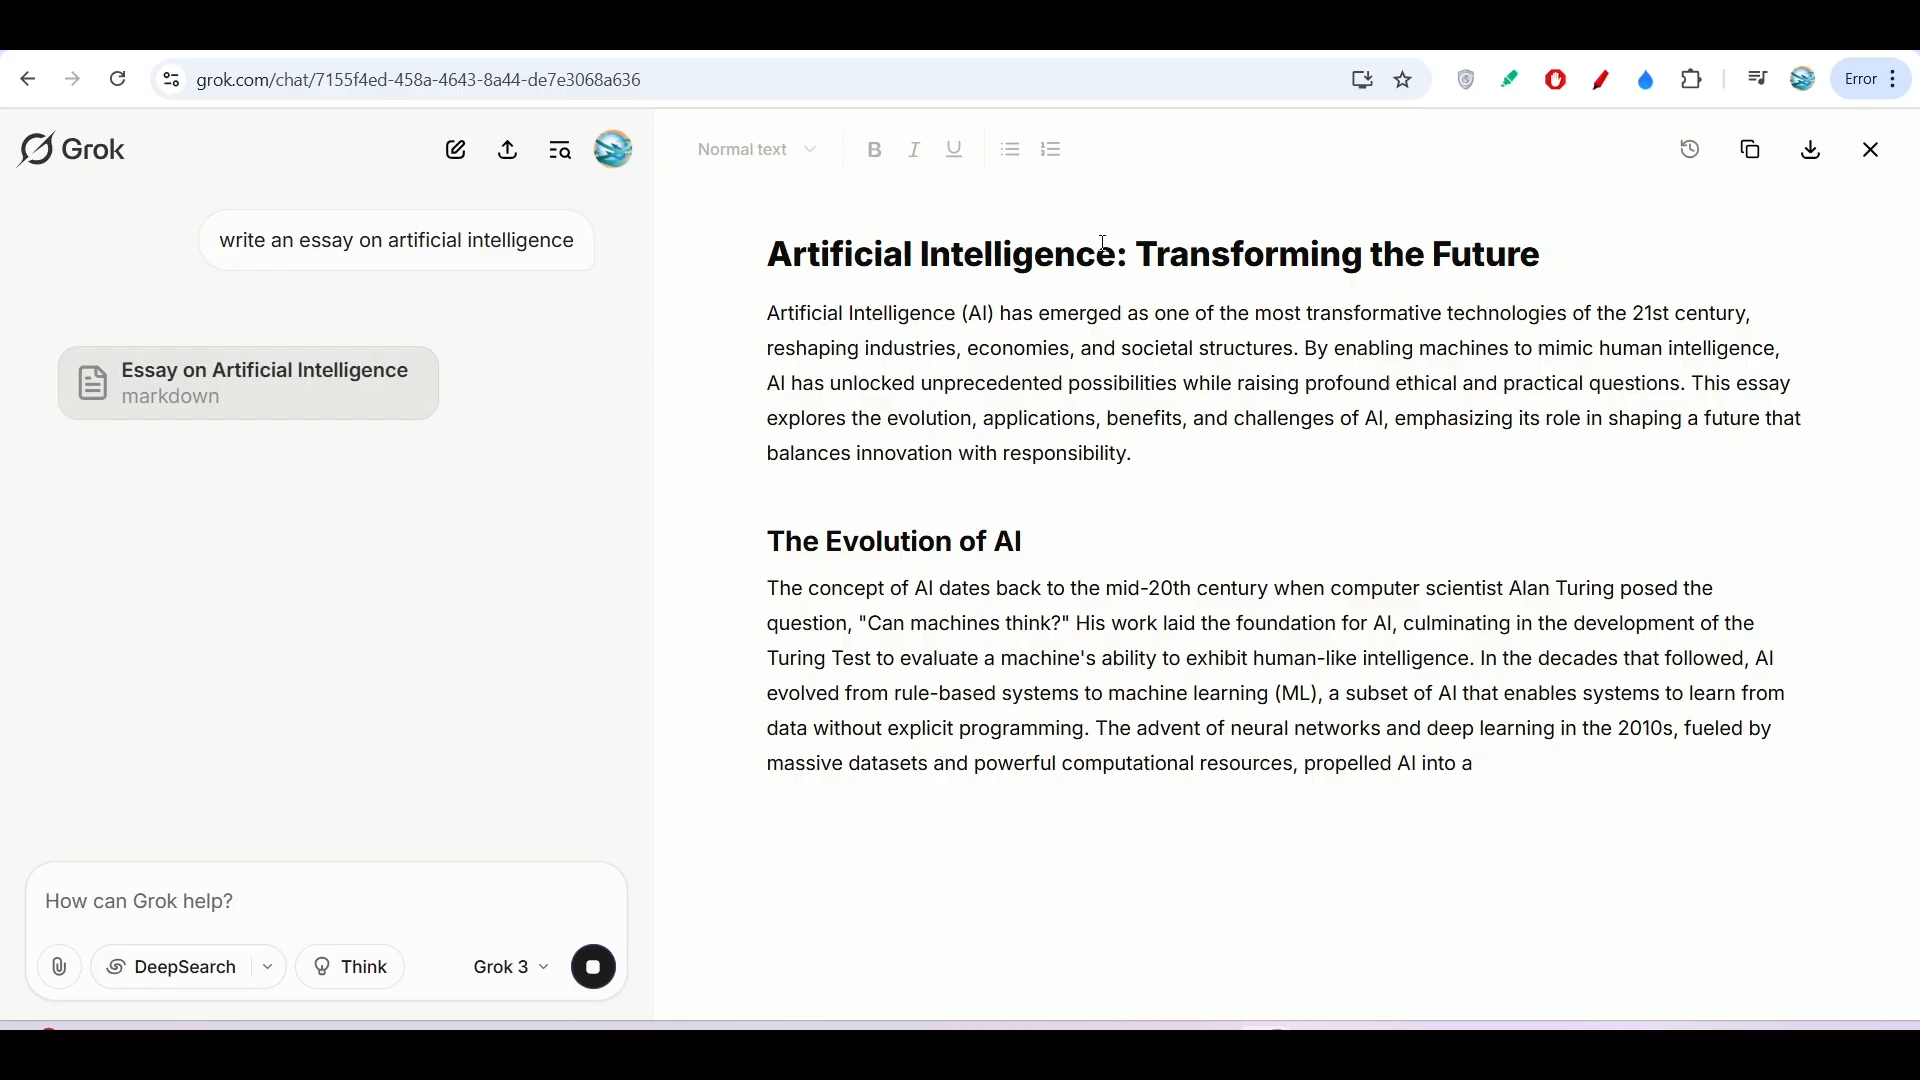 grok.com/chat/7155f4ed-458a-4643-8a44-de7e3068a636
Error
Grok
write an essay on artificial intelligence
Essay on Artificial Intelligence
markdown
How can Grok help?
DeepSearch
Think
Grok 3
Normal text
B I U
Artificial Intelligence: Transforming the Future
Artificial Intelligence (AI) has emerged as one of the most transformative technologies of the 21st century,
reshaping industries, economies, and societal structures. By enabling machines to mimic human intelligence,
AI has unlocked unprecedented possibilities while raising profound ethical and practical questions. This essay
explores the evolution, applications, benefits, and challenges of AI, emphasizing its role in shaping a future that
balances innovation with responsibility.
The Evolution of AI
The concept of AI dates back to the mid-20th century when computer scientist Alan Turing posed the
question, "Can machines think?" His work laid the foundation for AI, culminating in the development of the
Turing Test to evaluate a machine's ability to exhibit human-like intelligence. In the decades that followed, AI
evolved from rule-based systems to machine learning (ML), a subset of AI that enables systems to learn from
data without explicit programming. The advent of neural networks and deep learning in the 2010s, fueled by
massive datasets and powerful computational resources, propelled AI into a